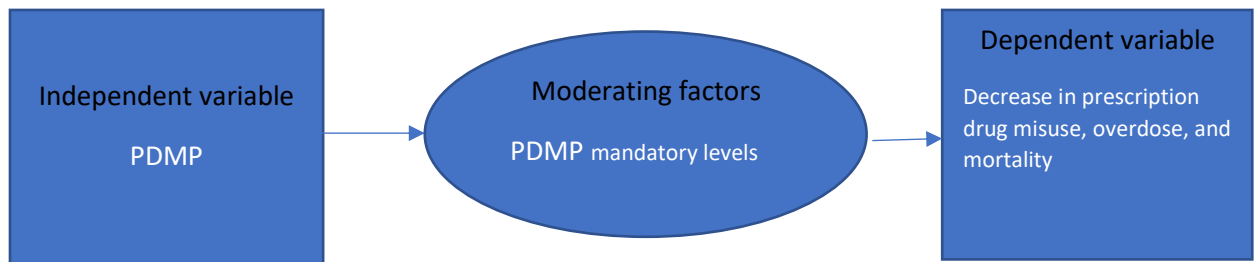 Independent variable
PDMP
Moderating factors
PDMP mandatory levels
Dependent variable
Decrease in prescription
drug misuse, overdose, and
mortality